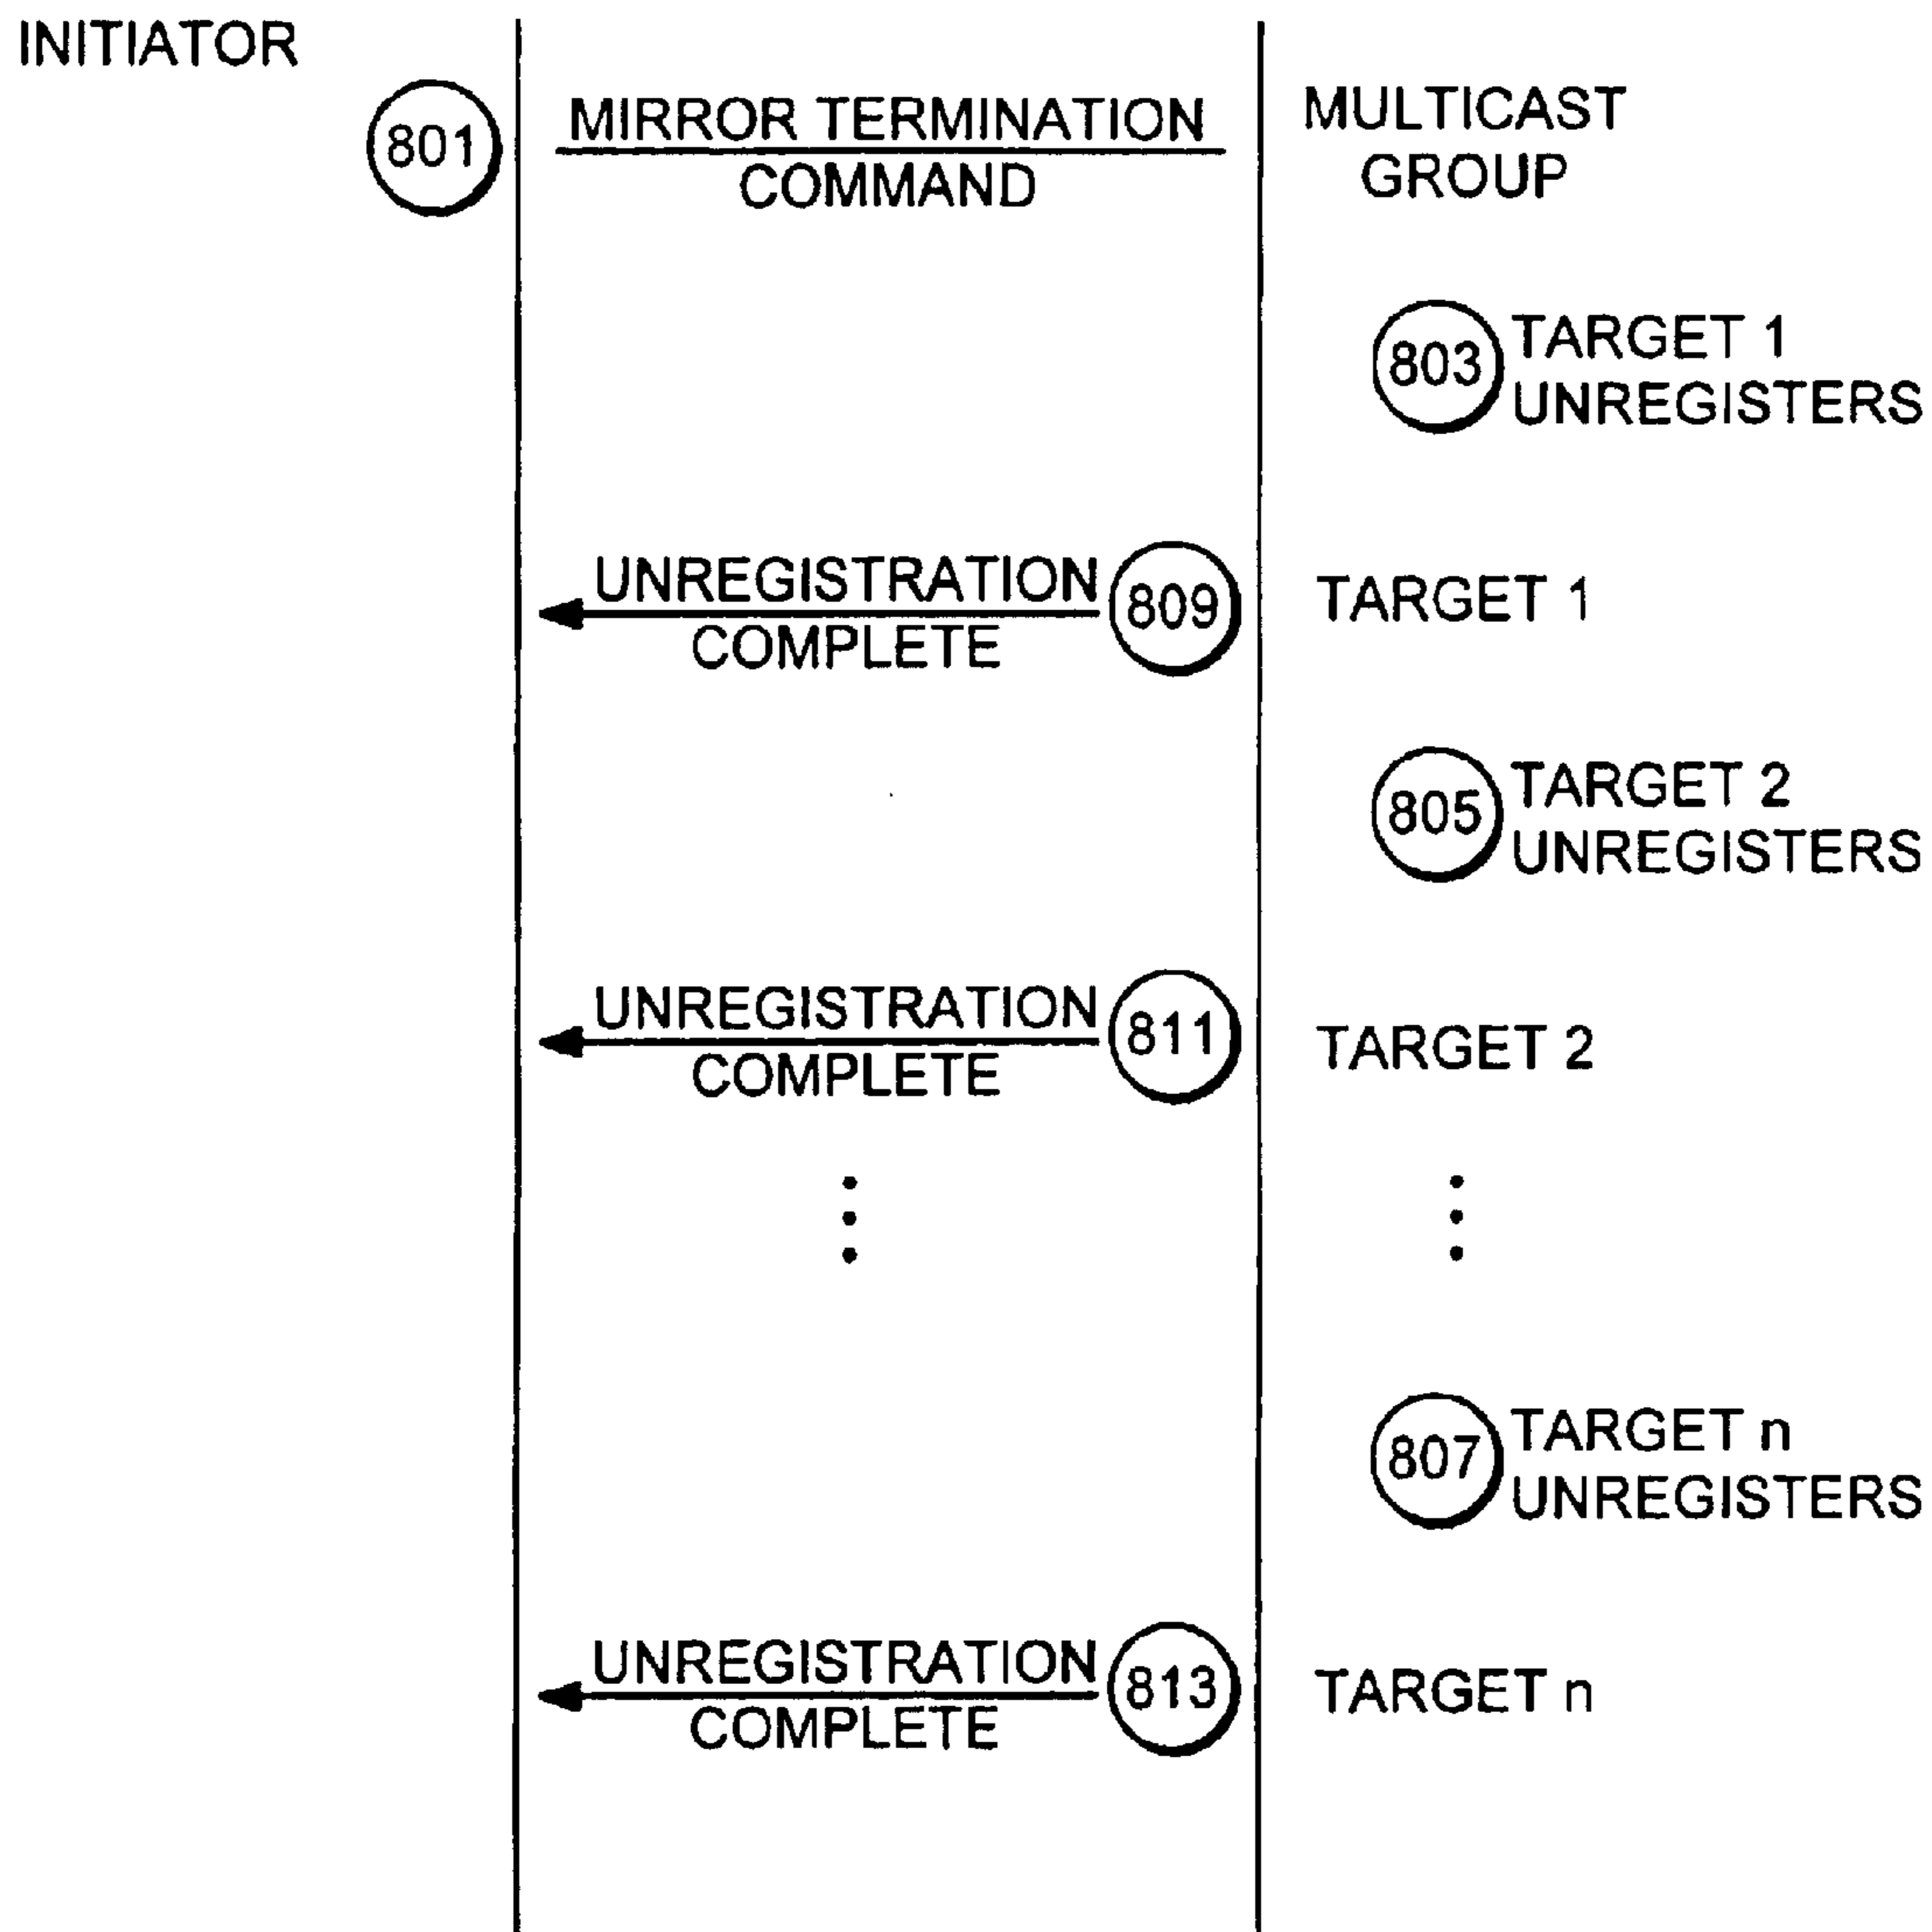 INITIATOR
801
MIRROR TERMINATION
COMMAND
MULTICAST
GROUP
803
TARGET 1
UNREGISTERS
UNREGISTRATION
COMPLETE
809
TARGET 1
805
TARGET 2
UNREGISTERS
UNREGISTRATION
COMPLETE
811
TARGET 2
807
TARGET n
UNREGISTERS
UNREGISTRATION
COMPLETE
813
TARGET n